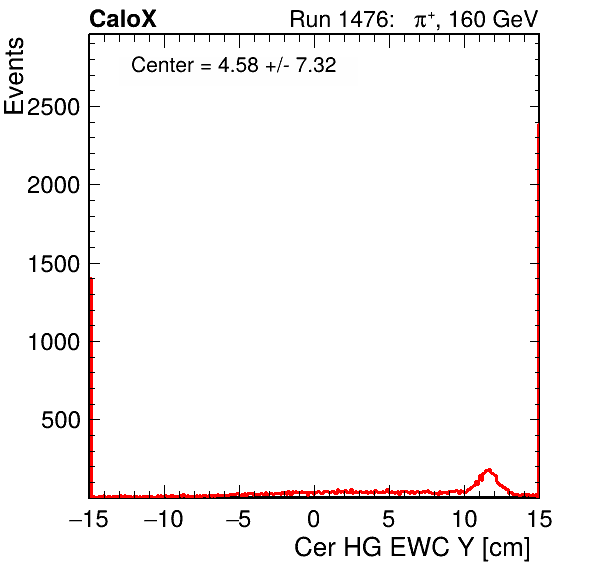 CaloX Run 1476: π⁺, 160 GeV
Center = 4.58 +/- 7.32
Events
2500
2000
1500
1000
500
−15 −10 −5 0 5 10 15
Cer HG EWC Y [cm]